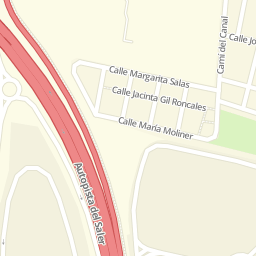 Calle Jo
Camí del Canal
Calle Margarita Salas
Calle Jacinta Gil Roncales
Calle María Moliner
Autopista del Saler